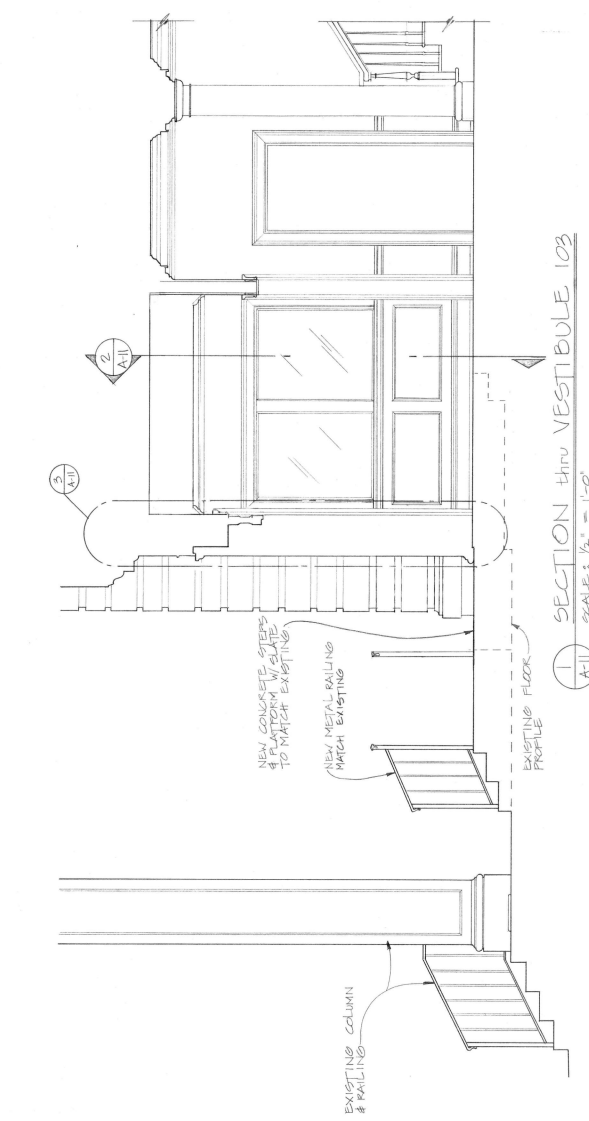 EXISTING COLUMN
& RAILING
NEW CONCRETE STEPS
& PLATFORM W/ SLATE
TO MATCH EXISTING
NEW METAL RAILING
MATCH EXISTING
EXISTING FLOOR
PROFILE
3
A-11
2
A-11
1
A-11
SECTION thru VESTIBULE 103
SCALE: 1/2" = 1'-0"